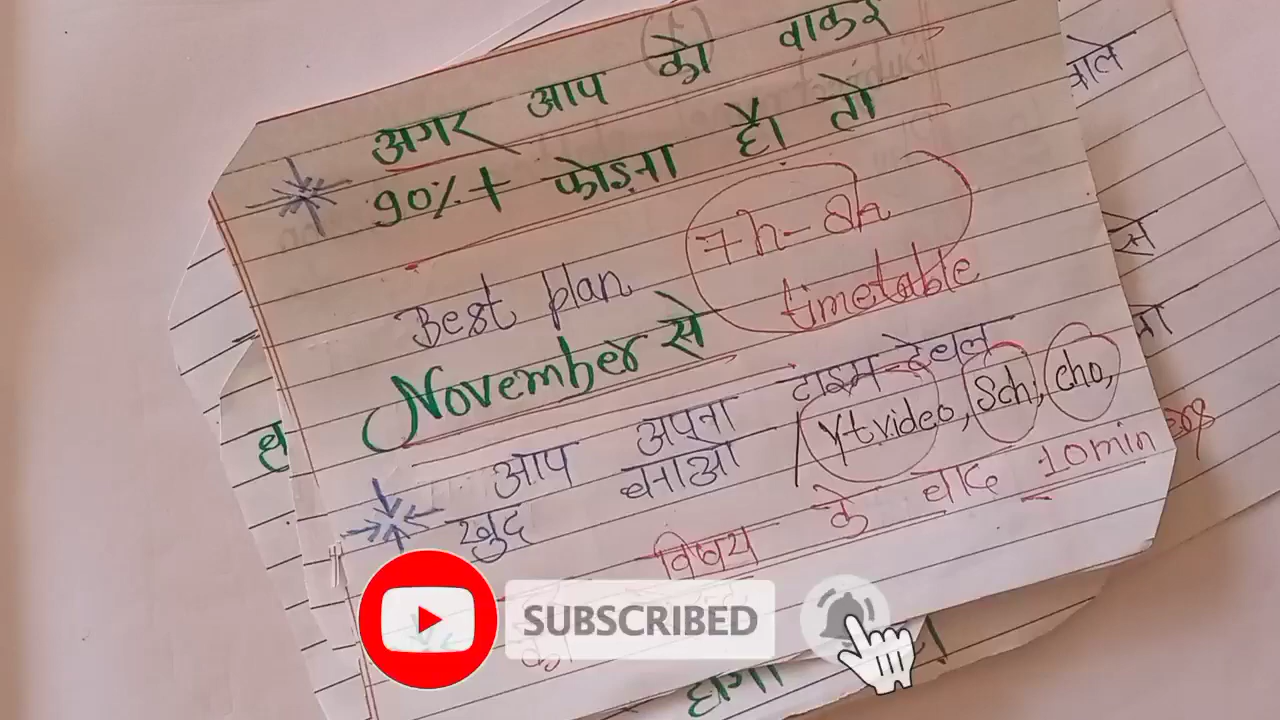 अगर आप को वाकई
90%+ फोड़ना है। तो
Best plan 7h-8h
timetable
November से
आप अपना टाइम-टेबल
खुद बनाओ / Yt video, Sch, cho,
विषय के बाद 10min
वाले
होगा
SUBSCRIBED